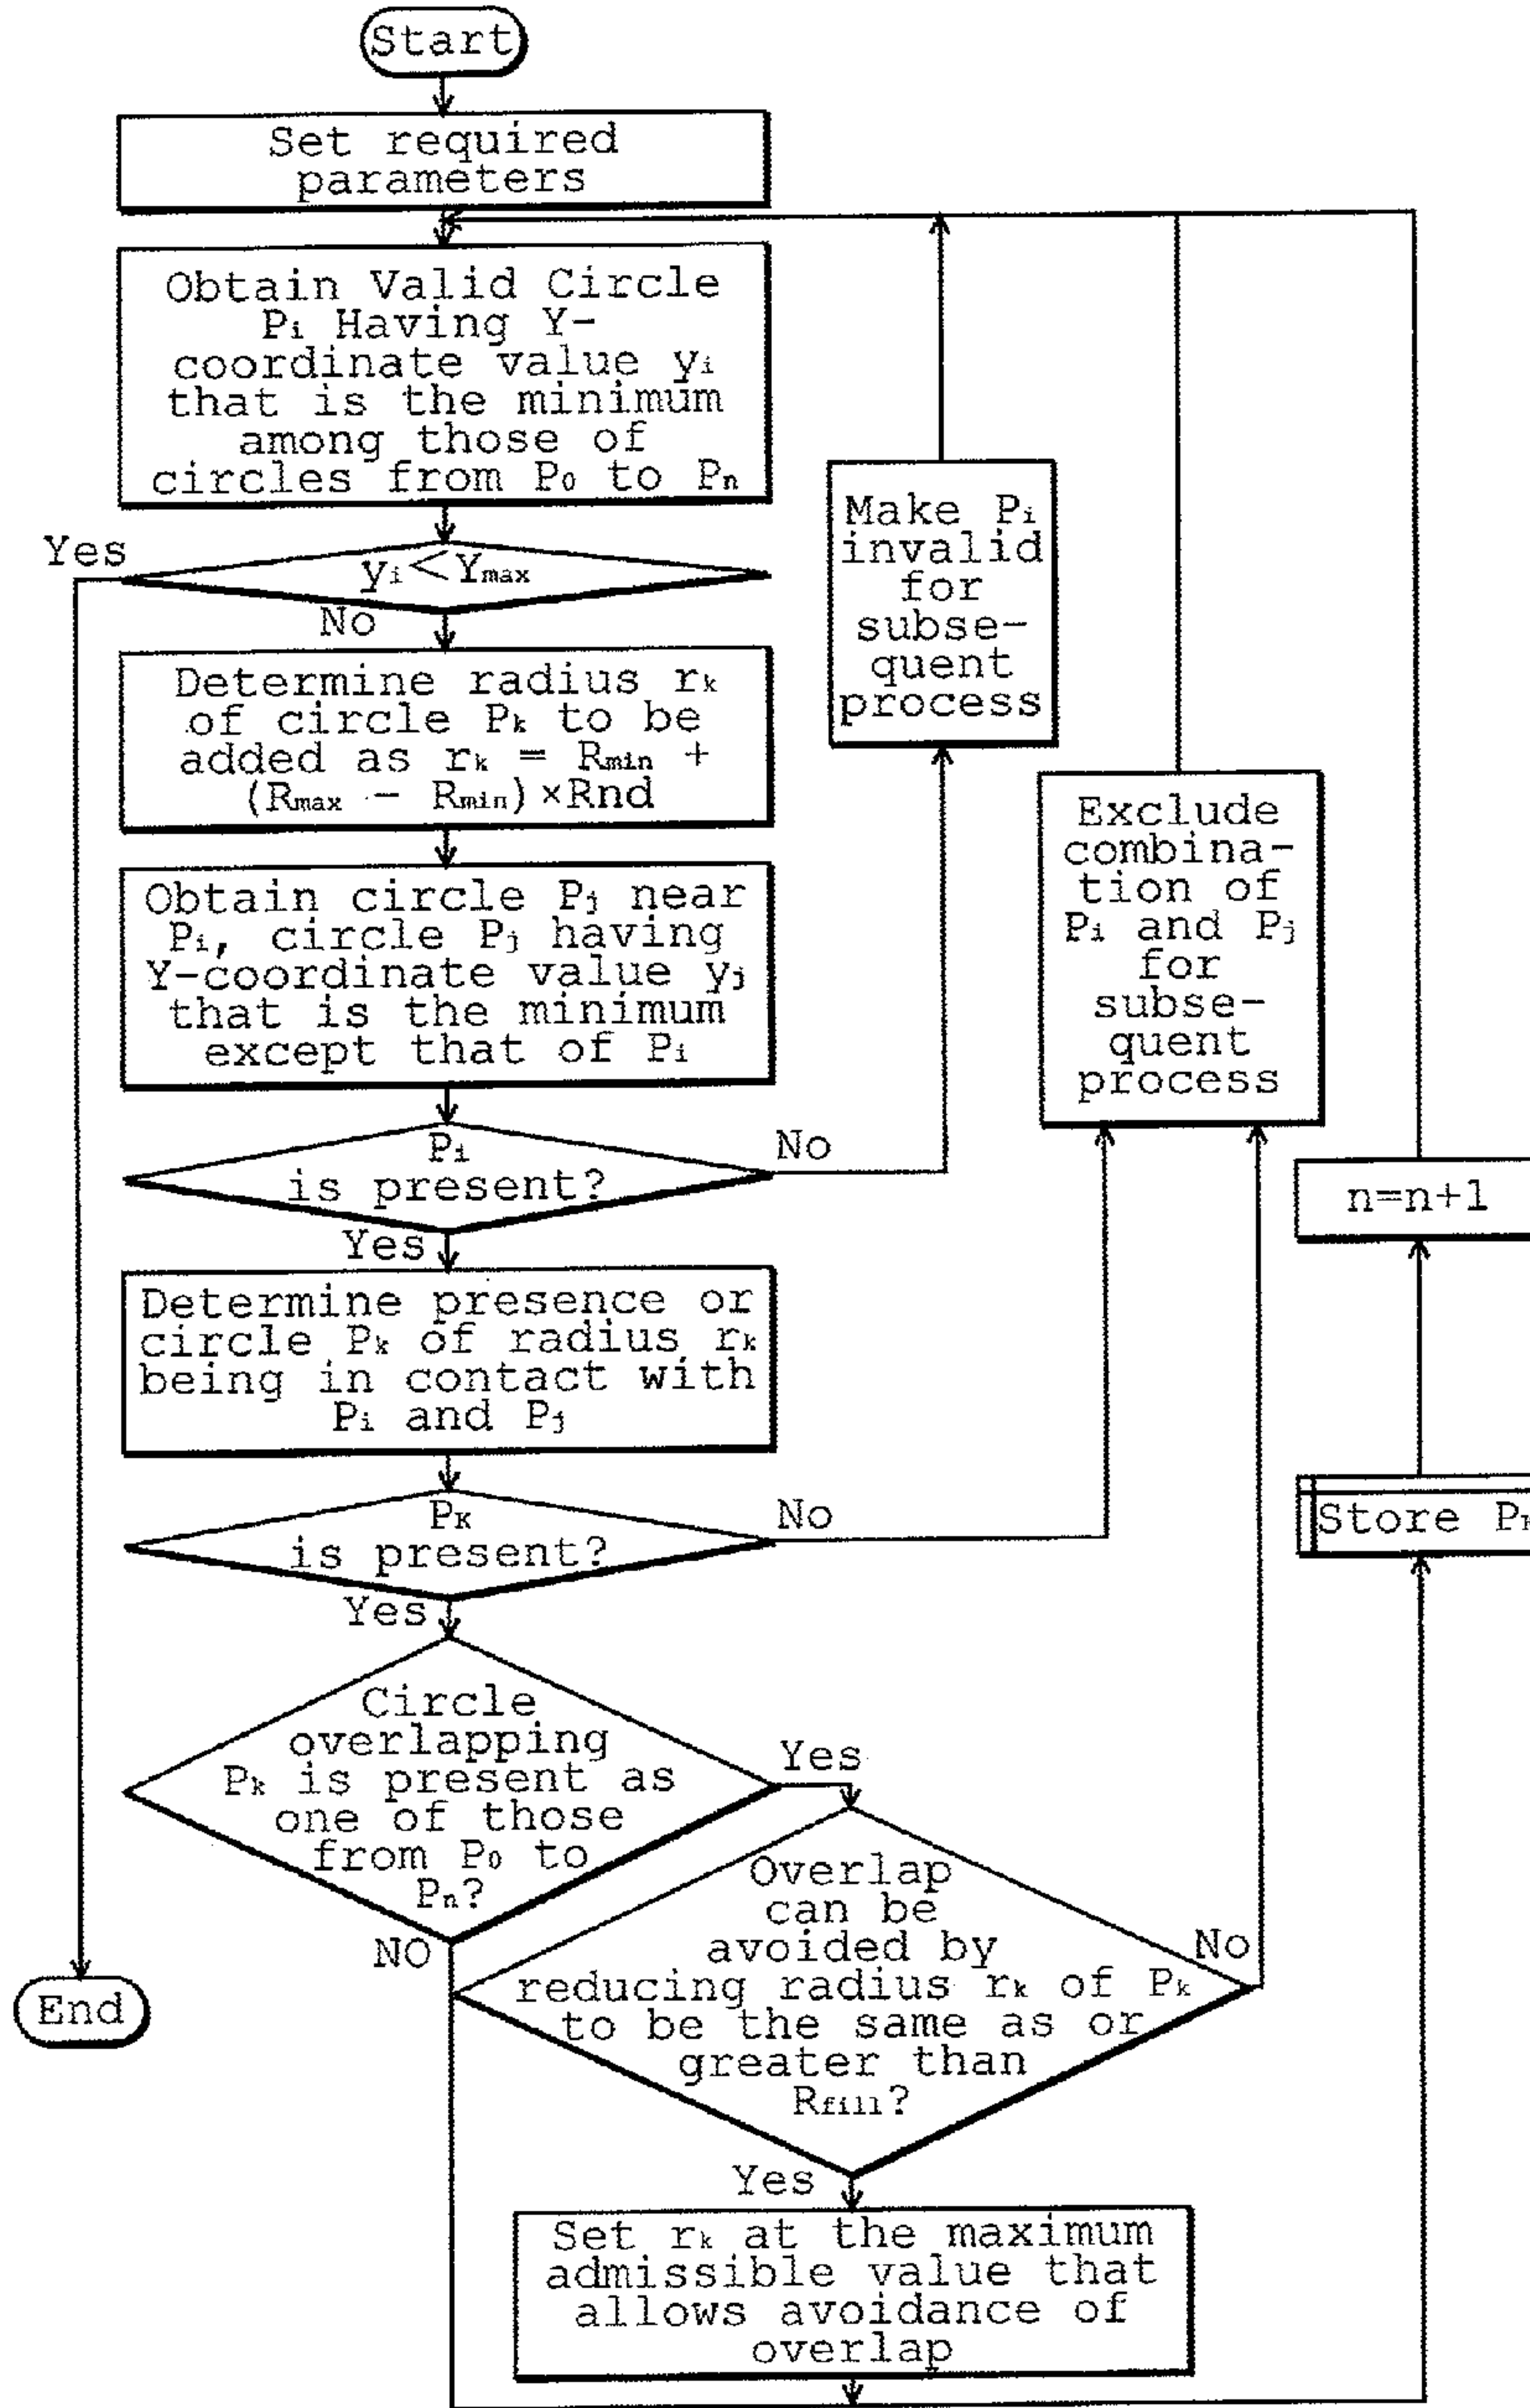 Start
Set required
parameters
Obtain Valid Circle
Pi Having Y-
coordinate value yi
that is the minimum
among those of
circles from P0 to Pn
Yes
yi<Ymax
No
Determine radius rk
of circle Pk to be
added as rk = Rmin +
(Rmax - Rmin)×Rnd
Obtain circle Pj near
Pi, circle Pj having
Y-coordinate value yj
that is the minimum
except that of Pi
Pi
is present?
No
Yes
Make Pi
invalid
for
subse-
quent
process
Determine presence or
circle Pk of radius rk
being in contact with
Pi and Pj
PK
is present?
No
Yes
Exclude
combina-
tion of
Pi and Pj
for
subse-
quent
process
Circle
overlapping
Pk is present as
one of those
from P0 to
Pn?
Yes
NO
Overlap
can be
avoided by
reducing radius rk of Pk
to be the same as or
greater than
Rfill?
No
Yes
Set rk at the maximum
admissible value that
allows avoidance of
overlap
Store PK
n=n+1
End